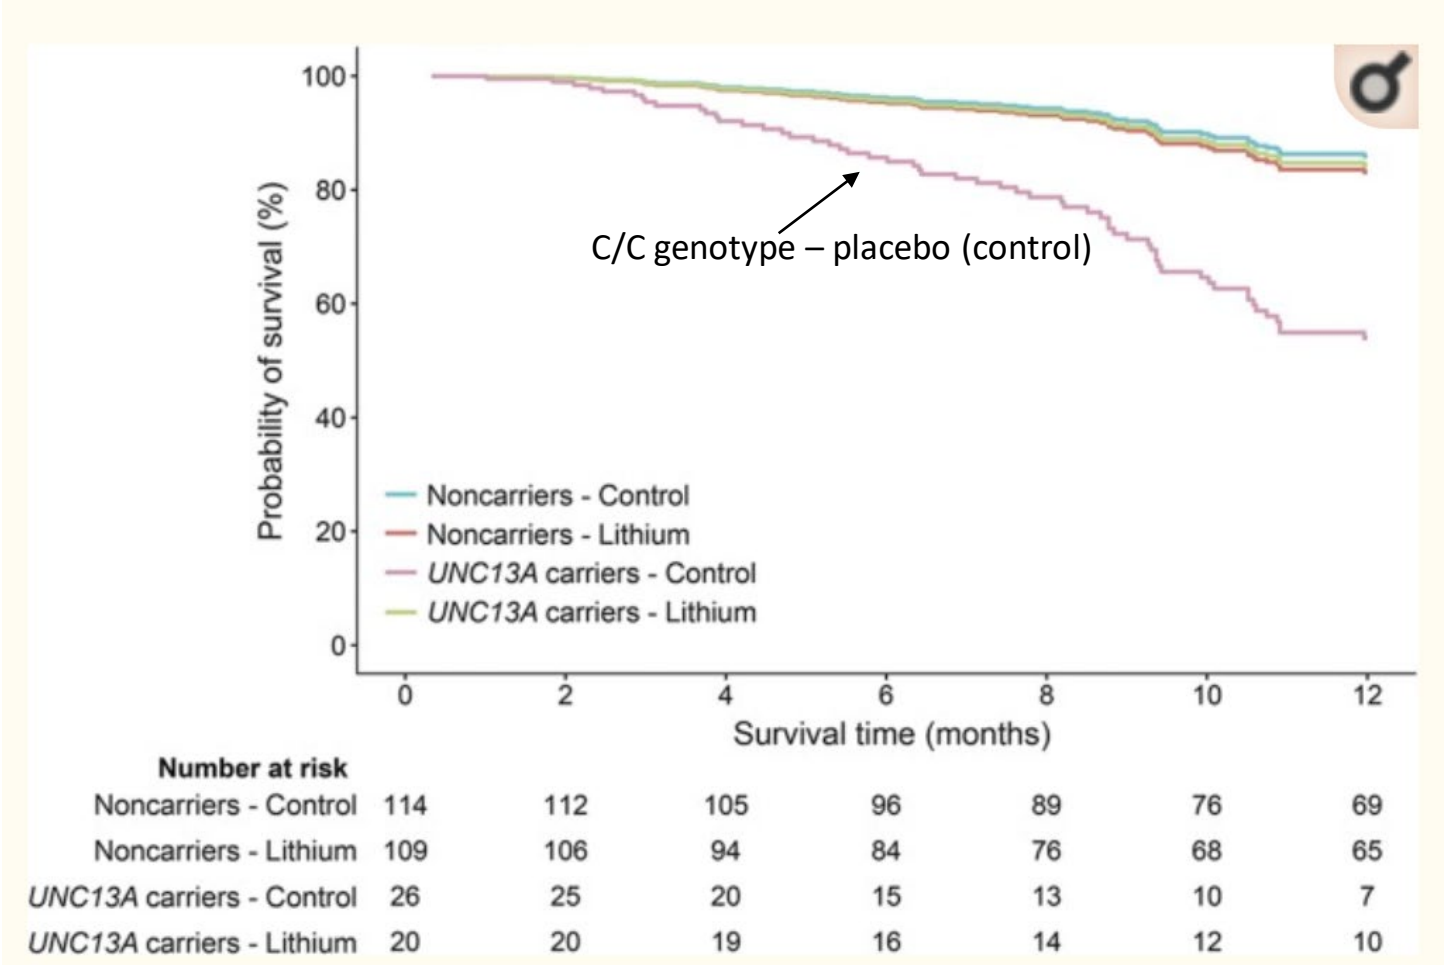 100
80
60
40
20
0
Probability of survival (%)
C/C genotype – placebo (control)
Noncarriers - Control
Noncarriers - Lithium
UNC13A carriers - Control
UNC13A carriers - Lithium
0 2 4 6 8 10 12
Survival time (months)
Number at risk
Noncarriers - Control 114 112 105 96 89 76 69
Noncarriers - Lithium 109 106 94 84 76 68 65
UNC13A carriers - Control 26 25 20 15 13 10 7
UNC13A carriers - Lithium 20 20 19 16 14 12 10